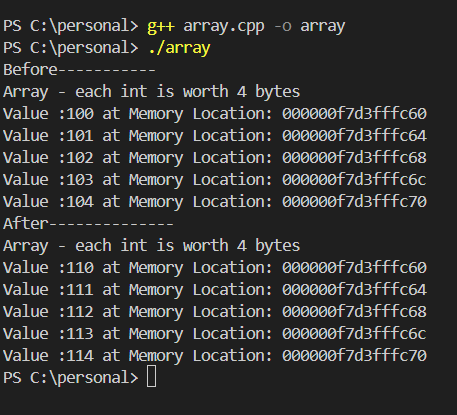 PS C:\personal> g++ array.cpp -o array
PS C:\personal> ./array
Before-----------
Array - each int is worth 4 bytes
Value :100 at Memory Location: 000000f7d3fffc60
Value :101 at Memory Location: 000000f7d3fffc64
Value :102 at Memory Location: 000000f7d3fffc68
Value :103 at Memory Location: 000000f7d3fffc6c
Value :104 at Memory Location: 000000f7d3fffc70
After--------------
Array - each int is worth 4 bytes
Value :110 at Memory Location: 000000f7d3fffc60
Value :111 at Memory Location: 000000f7d3fffc64
Value :112 at Memory Location: 000000f7d3fffc68
Value :113 at Memory Location: 000000f7d3fffc6c
Value :114 at Memory Location: 000000f7d3fffc70
PS C:\personal>